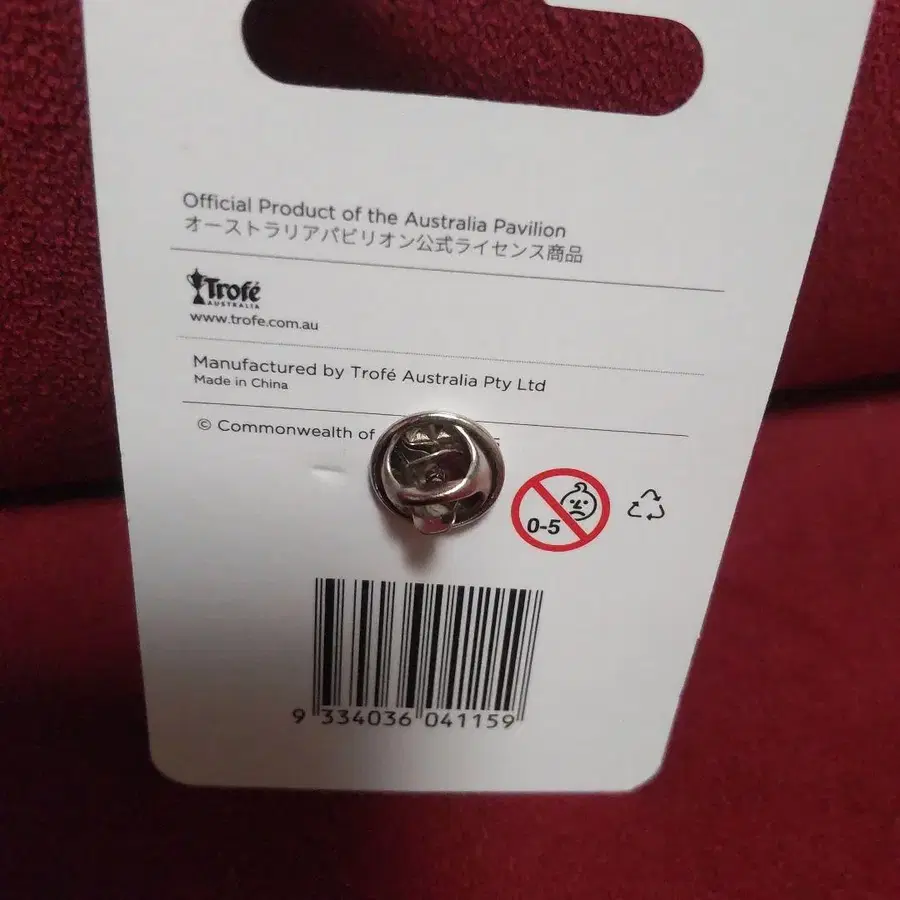 Official Product of the Australia Pavilion
オーストラリアパビリオン公式ライセンス商品
Trofé
AUSTRALIA
www.trofe.com.au
Manufactured by Trofé Australia Pty Ltd
Made in China
© Commonwealth of
0-5
9 334036 041159